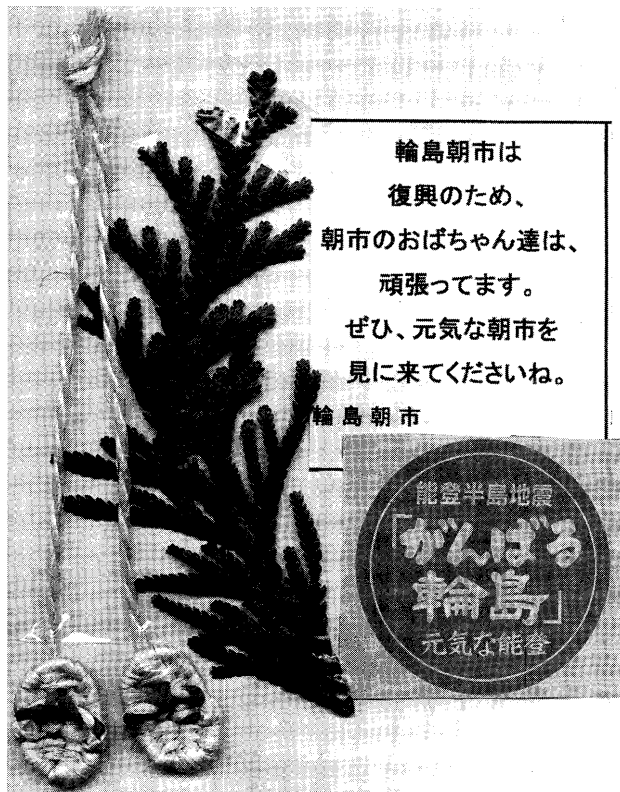 輪島朝市は
復興のため、
朝市のおばちゃん達は、
頑張ってます。
ぜひ、元気な朝市を
見に来てくださいね。
輪島朝市
能登半島地震
「がんばる
輪島」
元気な能登